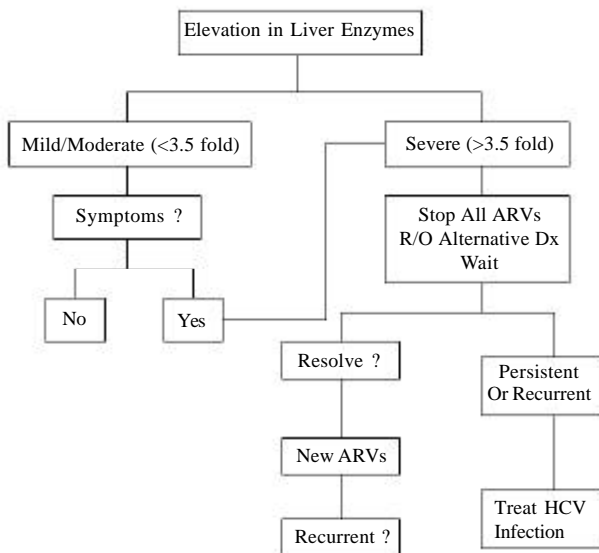 Elevation in Liver Enzymes
Mild/Moderate (<3.5 fold)
Severe (>3.5 fold)
Symptoms ?
Stop All ARVs
R/O Alternative Dx
Wait
No
Yes
Resolve ?
Persistent
Or Recurrent
New ARVs
Recurrent ?
Treat HCV
Infection